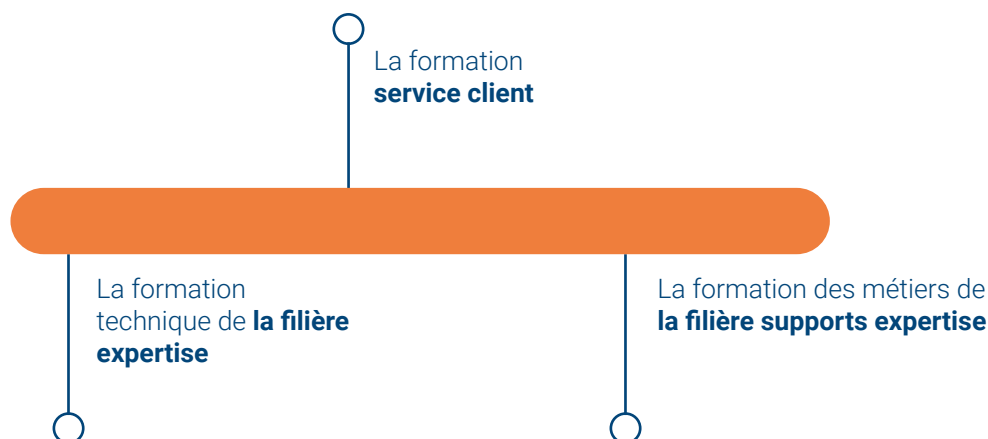 La formation
service client
La formation
technique de la filière
expertise
La formation des métiers de
la filière supports expertise